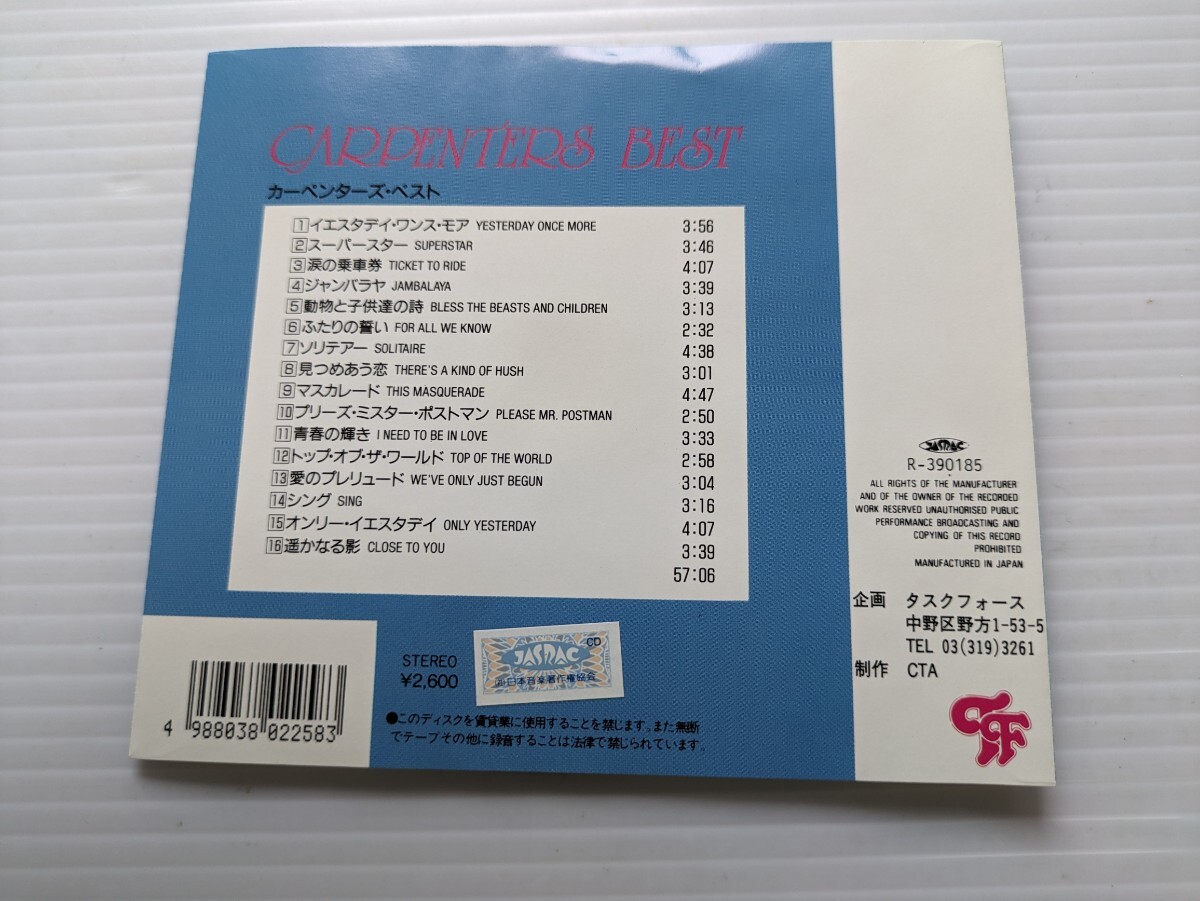 CARPENTERS BEST
カーペンターズ・ベスト
1 イエスタデイ・ワンス・モア YESTERDAY ONCE MORE 3:56
2 スーパースター SUPERSTAR 3:46
3 涙の乗車券 TICKET TO RIDE 4:07
4 ジャンバラヤ JAMBALAYA 3:39
5 動物と子供達の詩 BLESS THE BEASTS AND CHILDREN 3:13
6 ふたりの誓い FOR ALL WE KNOW 2:32
7 ソリテアー SOLITAIRE 4:38
8 見つめあう恋 THERE'S A KIND OF HUSH 3:01
9 マスカレード THIS MASQUERADE 4:47
10 プリーズ・ミスター・ポストマン PLEASE MR. POSTMAN 2:50
11 青春の輝き I NEED TO BE IN LOVE 3:33
12 トップ・オブ・ザ・ワールド TOP OF THE WORLD 2:58
13 愛のプレリュード WE'VE ONLY JUST BEGUN 3:04
14 シング SING 3:16
15 オンリー・イエスタデイ ONLY YESTERDAY 4:07
16 遥かなる影 CLOSE TO YOU 3:39
57:06
STEREO
¥2,600
CD
JASRAC
(社)日本音楽著作権協会
●このディスクを賃貸業に使用することを禁じます。また無断
でテープその他に録音することは法律で禁じられています。
4 988038 022583
JASRAC
R-390185
ALL RIGHTS OF THE MANUFACTURER
AND OF THE OWNER OF THE RECORDED
WORK RESERVED UNAUTHORISED PUBLIC
PERFORMANCE BROADCASTING AND
COPYING OF THIS RECORD
PROHIBITED
MANUFACTURED IN JAPAN
企画 タスクフォース
中野区野方1-53-5
TEL 03(319)3261
制作 CTA